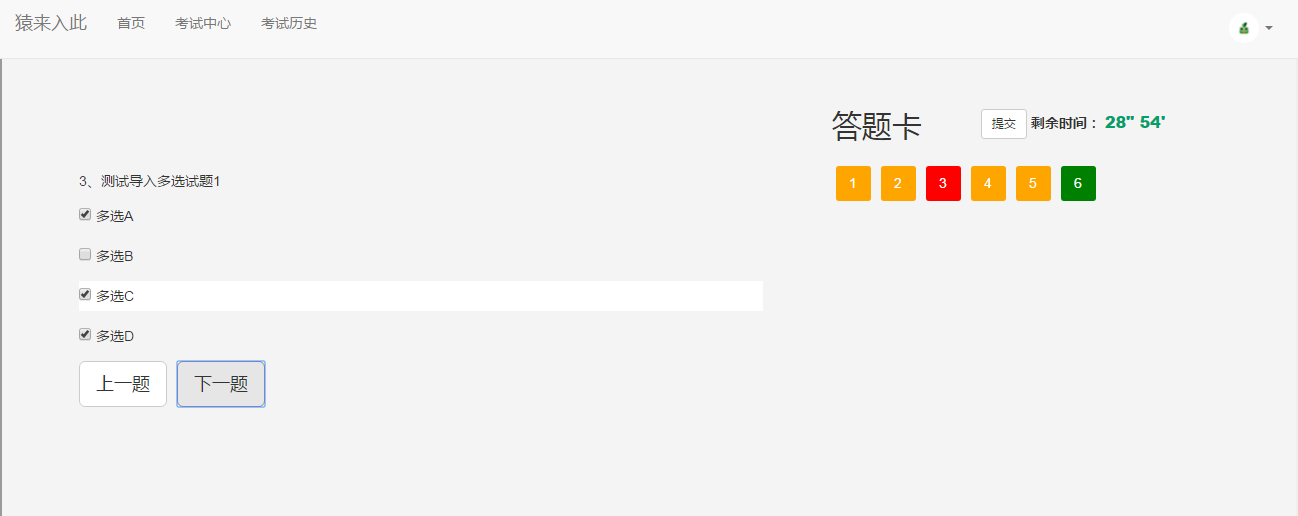 猿来入此 首页 考试中心 考试历史
答题卡 提交 剩余时间： 28" 54'
1 2 3 4 5 6
3、测试导入多选试题1
多选A
多选B
多选C
多选D
上一题 下一题